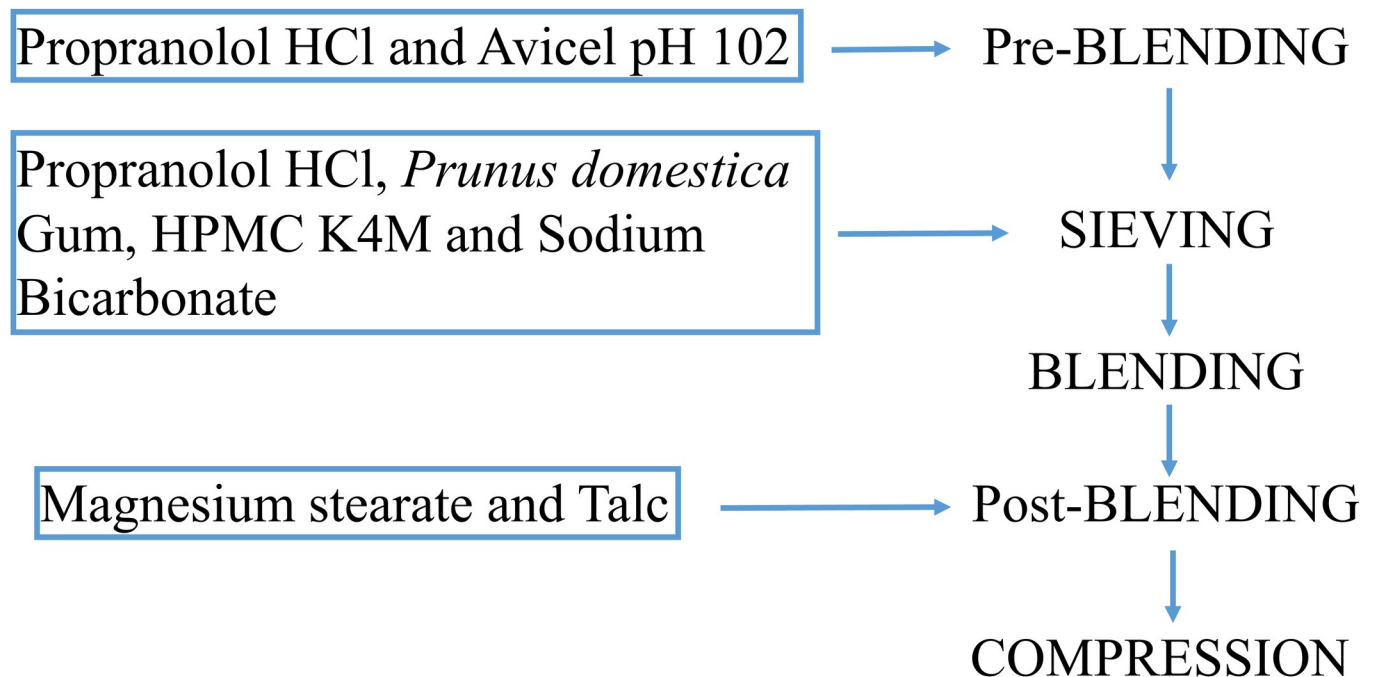 Propranolol HCl and Avicel pH 102
Pre-BLENDING
Propranolol HCl, Prunus domestica
Gum, HPMC K4M and Sodium
Bicarbonate
SIEVING
BLENDING
Magnesium stearate and Talc
Post-BLENDING
COMPRESSION